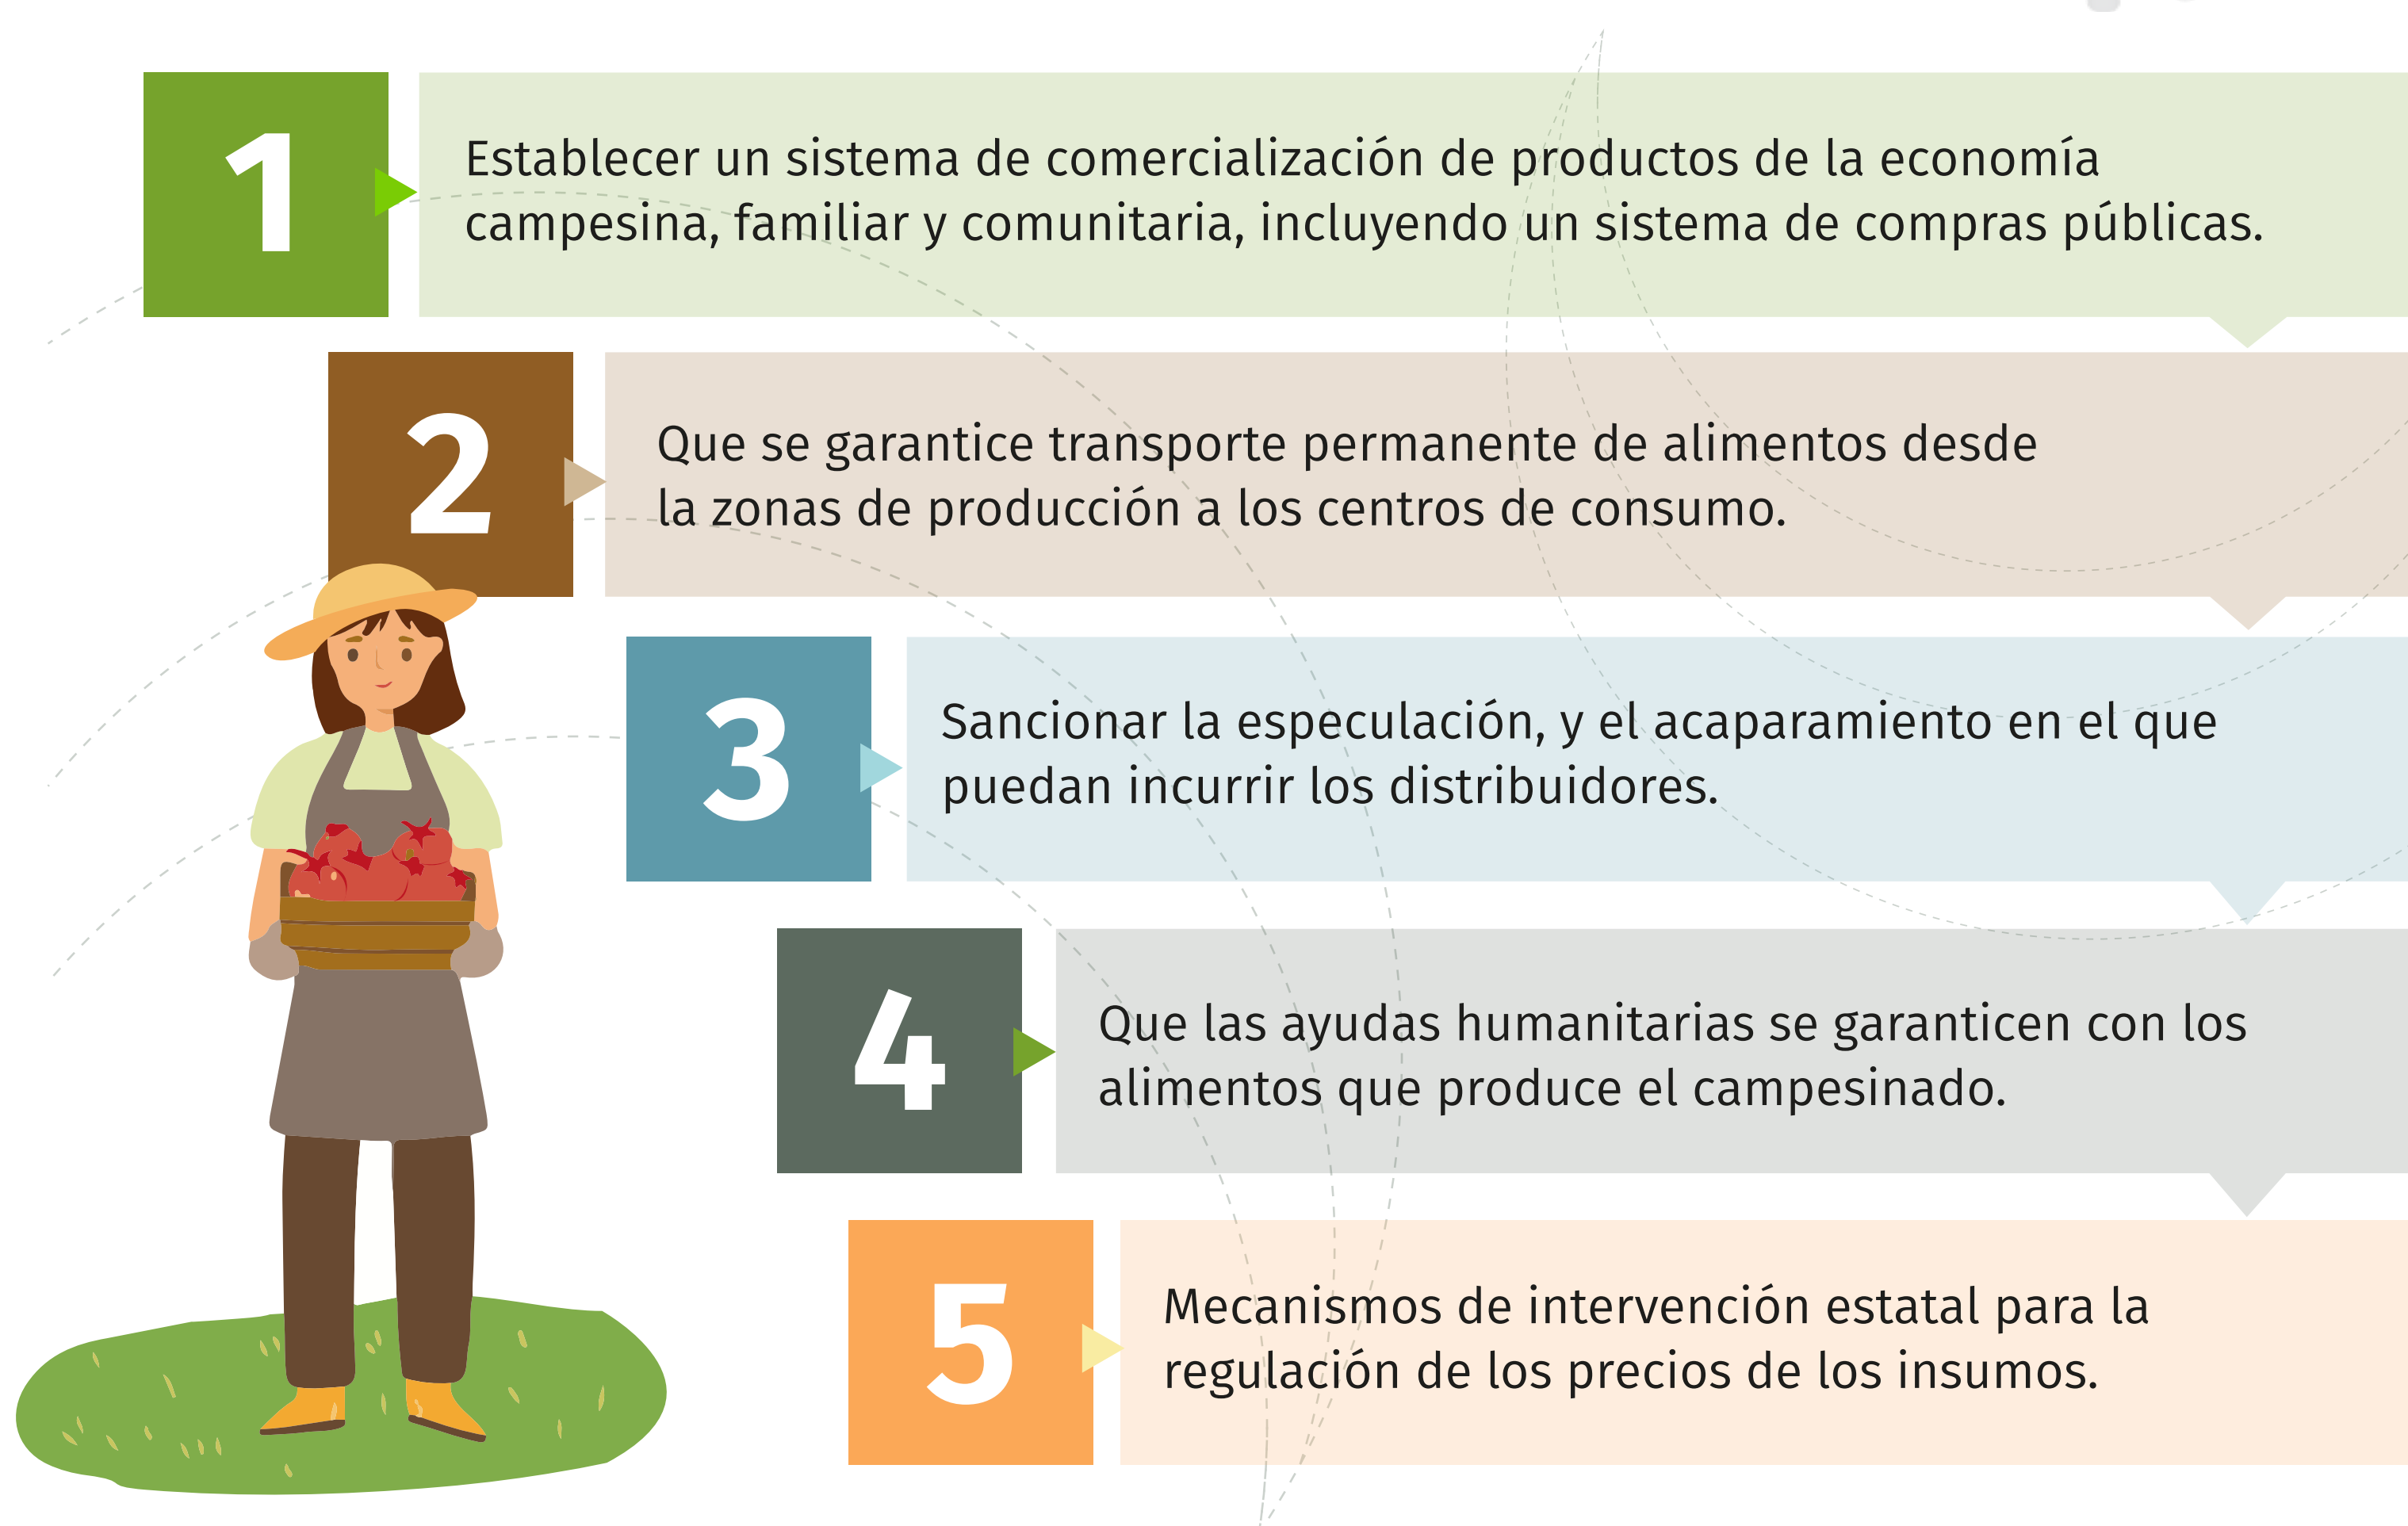 1
Establecer un sistema de comercialización de productos de la economía
campesina, familiar y comunitaria, incluyendo un sistema de compras públicas.
2
Que se garantice transporte permanente de alimentos desde
la zonas de producción a los centros de consumo.
3
Sancionar la especulación, y el acaparamiento en el que
puedan incurrir los distribuidores.
4
Que las ayudas humanitarias se garanticen con los
alimentos que produce el campesinado.
5
Mecanismos de intervención estatal para la
regulación de los precios de los insumos.